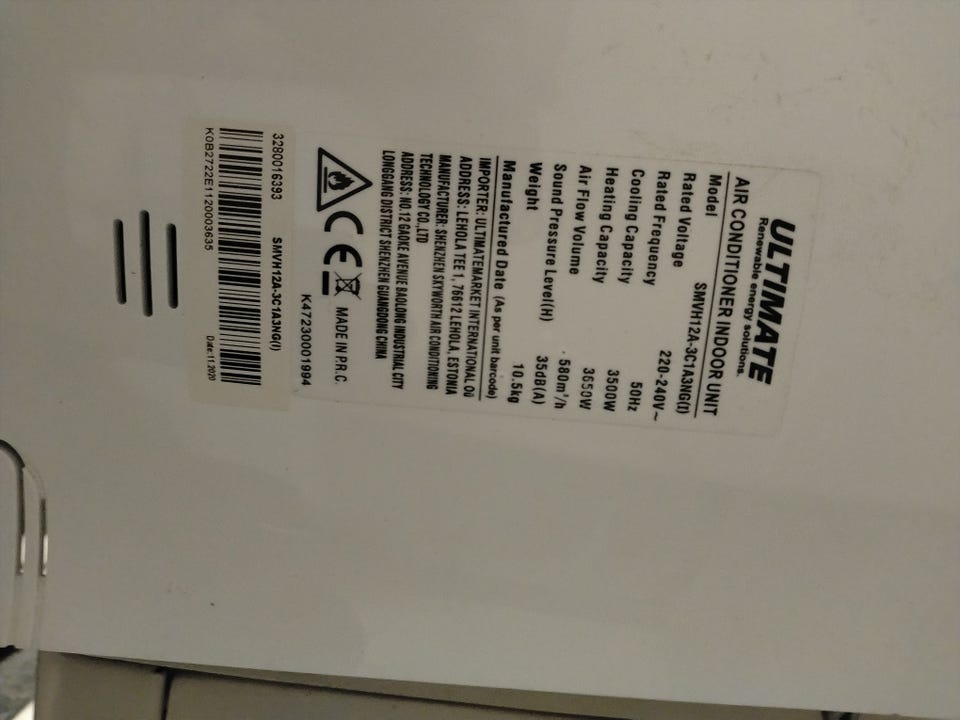 ULTIMATE
Renewable energy solutions.
AIR CONDITIONER INDOOR UNIT
Model SMVH12A-3C1A3NG(I)
Rated Voltage 220-240V~
Rated Frequency 50Hz
Cooling Capacity 3500W
Heating Capacity 3650W
Air Flow Volume 580m³/h
Sound Pressure Level(H) 35dB(A)
Weight 10.5kg
Manufactured Date (As per unit barcode)
IMPORTER: ULTIMATEMARKET INTERNATIONAL OÜ
ADDRESS: LEHOLA TEE 1, 76612 LEHOLA, ESTONIA
MANUFACTURER: SHENZHEN SKYWORTH AIR CONDITIONING
TECHNOLOGY CO.,LTD
ADDRESS: NO.12 GAOKE AVENUE BAOLONG INDUSTRIAL CITY
LONGGANG DISTRICT SHENZHEN GUANGDONG CHINA
CE MADE IN P.R.C.
K47230001994
3280016393 SMVH12A-3C1A3NG(I)
K0B2722E11200003635 Date:11.2020